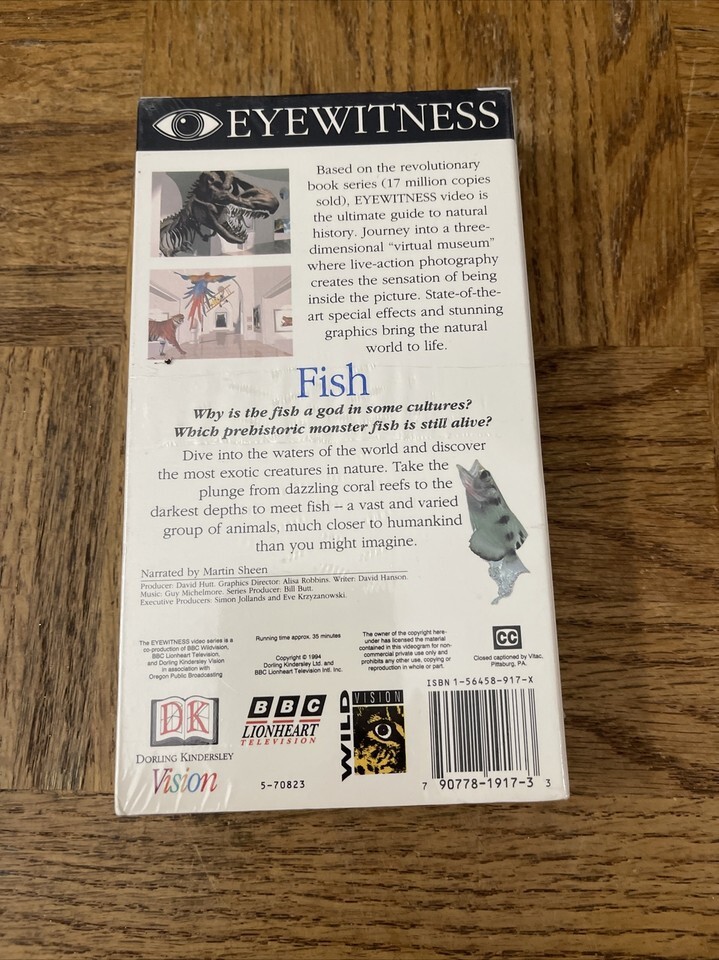 EYEWITNESS
Based on the revolutionary
book series (17 million copies
sold), EYEWITNESS video is
the ultimate guide to natural
history. Journey into a three-
dimensional "virtual museum"
where live-action photography
creates the sensation of being
inside the picture. State-of-the-
art special effects and stunning
graphics bring the natural
world to life.
Fish
Why is the fish a god in some cultures?
Which prehistoric monster fish is still alive?
Dive into the waters of the world and discover
the most exotic creatures in nature. Take the
plunge from dazzling coral reefs to the
darkest depths to meet fish – a vast and varied
group of animals, much closer to humankind
than you might imagine.
Narrated by Martin Sheen
Producer: David Hutt. Graphics Director: Alisa Robbins. Writer: David Hanson.
Music: Guy Michelmore. Series Producer: Bill Butt.
Executive Producers: Simon Jollands and Eve Krzyzanowski.
The EYEWITNESS video series is a
co-production of BBC Wildvision,
BBC Lionheart Television,
and Dorling Kindersley Vision
in association with
Oregon Public Broadcasting
Running time approx. 35 minutes
Copyright © 1994
Dorling Kindersley Ltd. and
BBC Lionheart Television Intl. Inc.
The owner of the copyright here-
under has licensed the material
contained in this videogram for non-
commercial private use only and
prohibits any other use, copying or
reproduction in whole or part.
CC
Closed captioned by Vitac,
Pittsburg, PA.
ISBN 1-56458-917-X
DK
DORLING KINDERSLEY
Vision
BBC
LIONHEART
TELEVISION
5-70823
WILD
VISION
7 90778-1917-3 3